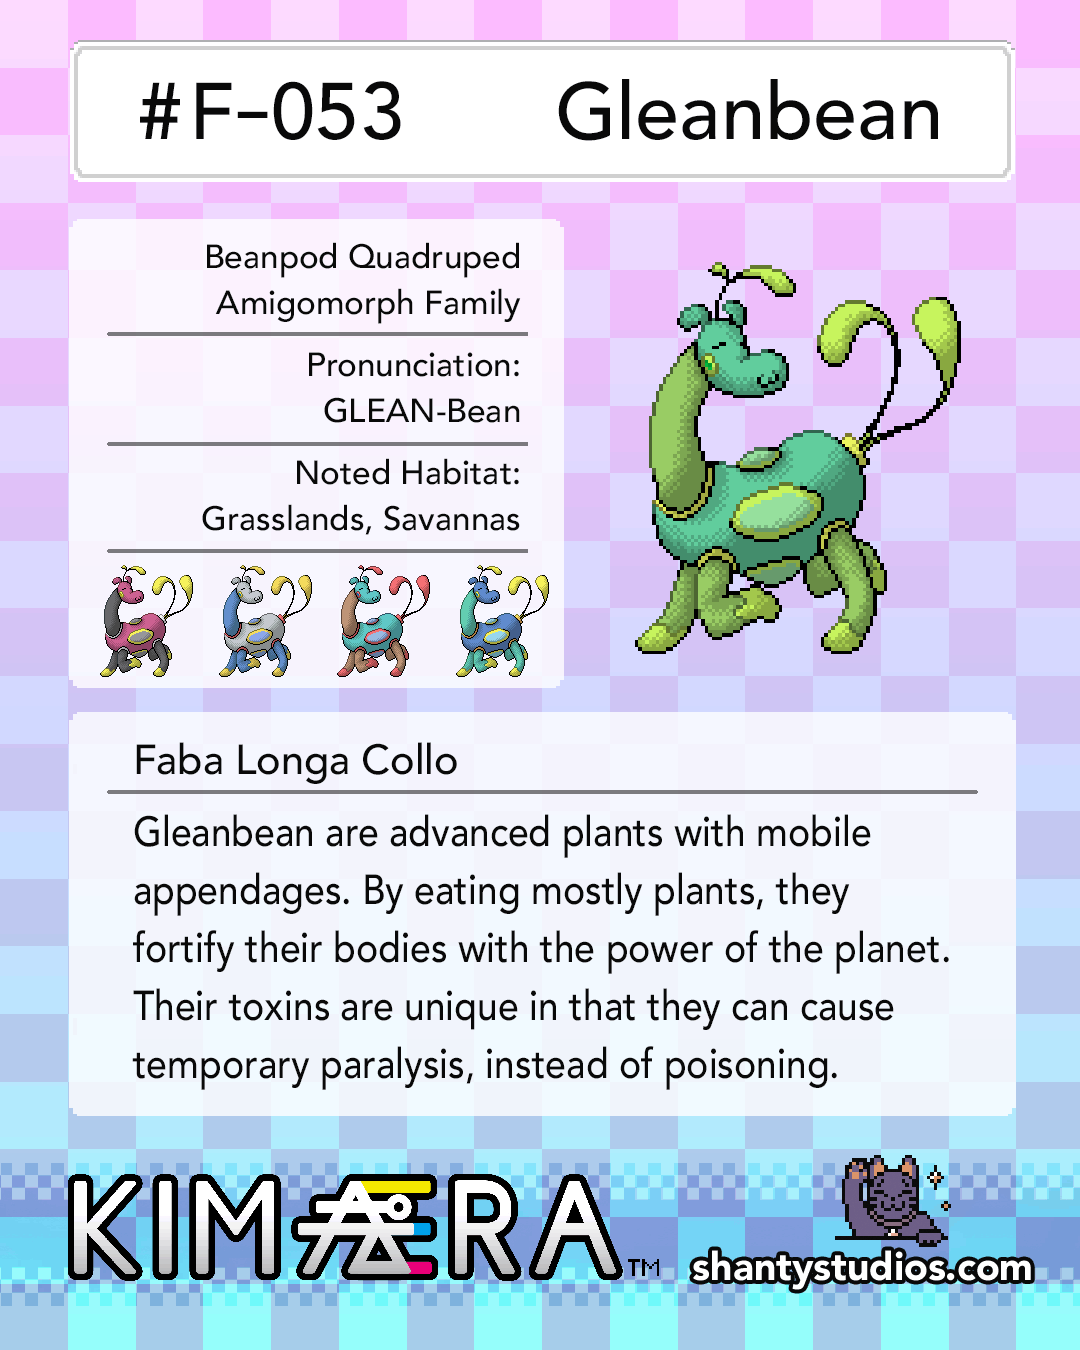 #F-053 Gleanbean
Beanpod Quadruped
Amigomorph Family
Pronunciation:
GLEAN-Bean
Noted Habitat:
Grasslands, Savannas
Faba Longa Collo
Gleanbean are advanced plants with mobile
appendages. By eating mostly plants, they
fortify their bodies with the power of the planet.
Their toxins are unique in that they can cause
temporary paralysis, instead of poisoning.
KIMÆRA™
shantystudios.com